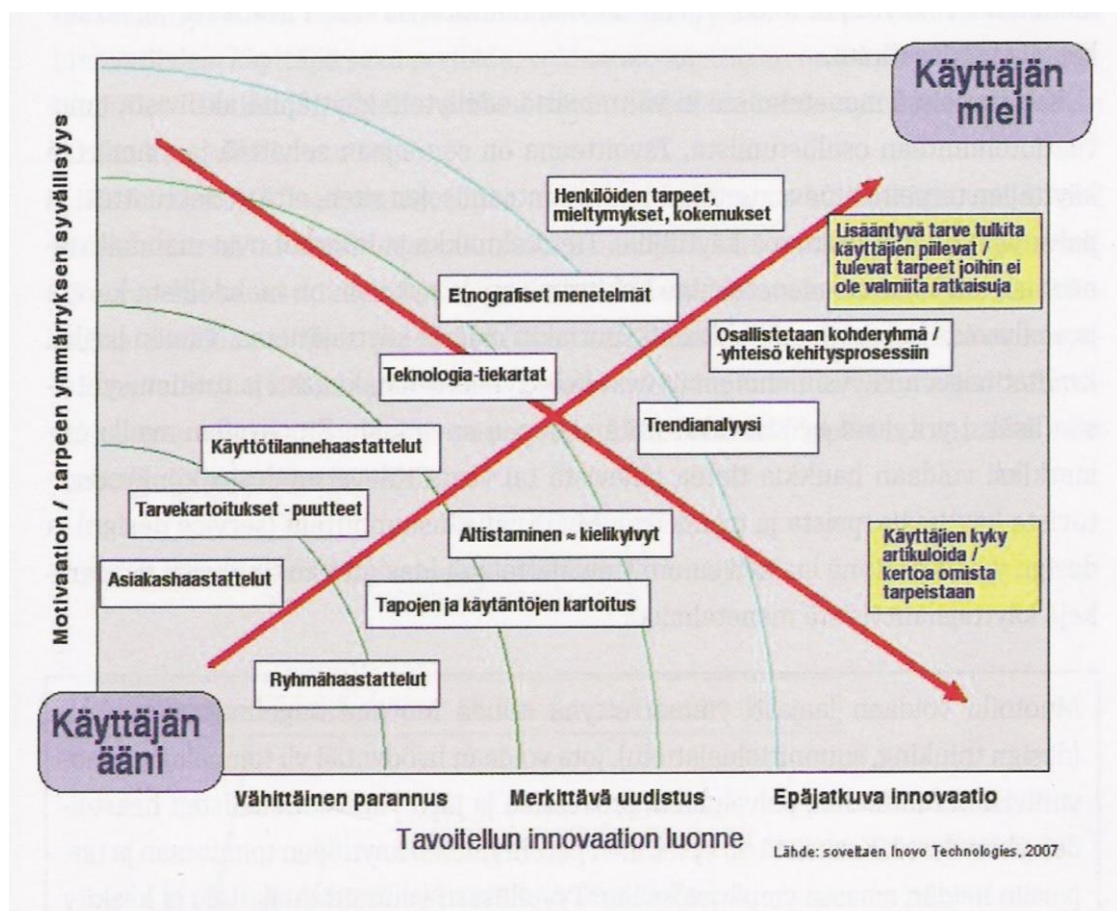 Käyttäjän
mieli
Motivaation / tarpeen ymmärryksen syvällisyys
Henkilöiden tarpeet,
mieltymykset, kokemukset
Lisääntyvä tarve tulkita
käyttäjien piilevat /
tulevat tarpeet joihin ei
ole valmiita ratkaisuja
Etnografiset menetelmät
Osallistetaan kohderyhmä /
-yhteisö kehitysprosessiin
Teknologia-tiekartat
Trendianalyysi
Käyttötilannehaastattelut
Tarvekartoitukset -puutteet
Altistaminen ≈ kielikylvyt
Käyttäjien kyky
artikuloida /
kertoa omista
tarpeistaan
Asiakashaastattelut
Tapojen ja käytäntöjen kartoitus
Ryhmähaastattelut
Käyttäjän
ääni
Vähittäinen parannus
Merkittävä uudistus
Epäjatkuva innovaatio
Tavoitellun innovaation luonne
Lähde: soveltaen Inovo Technologies, 2007